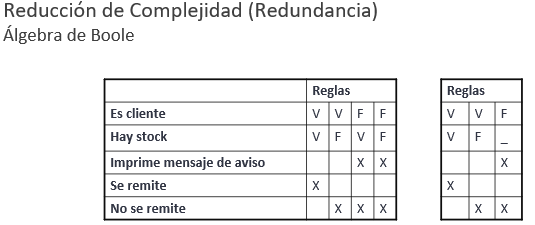 Reducción de Complejidad (Redundancia)
Álgebra de Boole
Reglas Reglas
Es cliente V V F F V V F
Hay stock V F V F V F _
Imprime mensaje de aviso X X X
Se remite X X
No se remite X X X X X